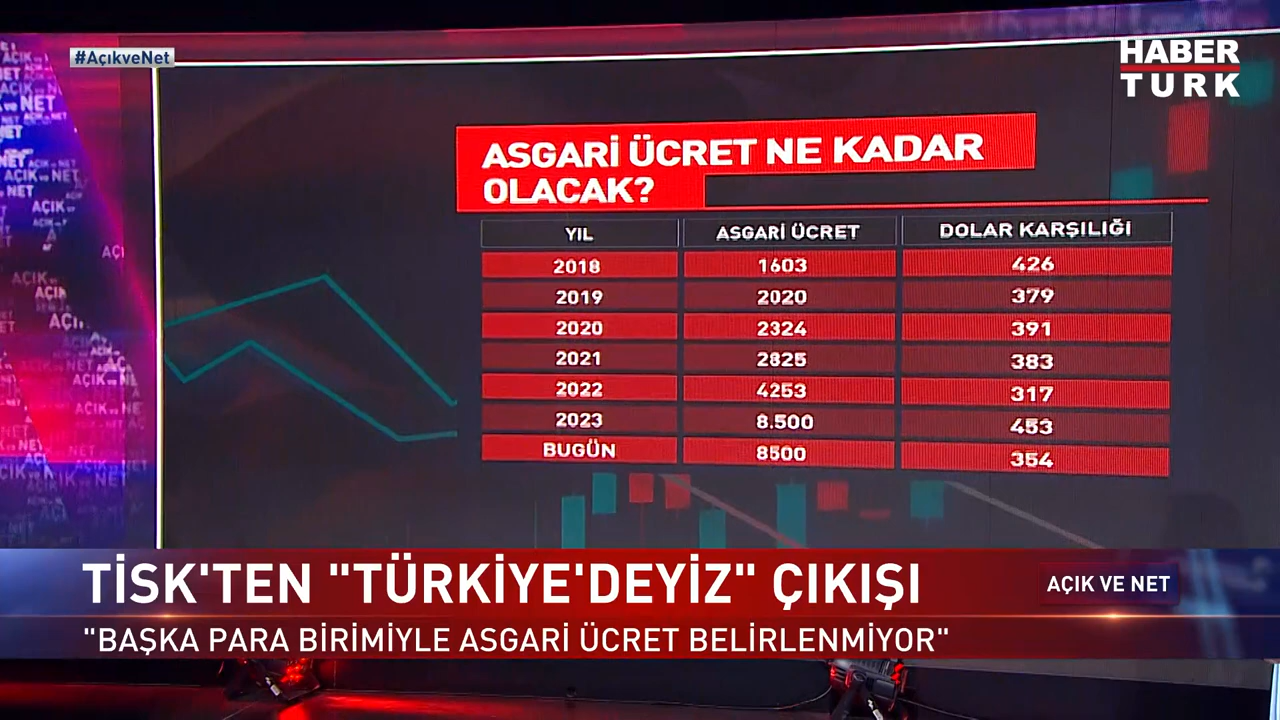 #AçıkveNet
HABER
TURK
ASGARİ ÜCRET NE KADAR
OLACAK?
YIL ASGARİ ÜCRET DOLAR KARŞILIĞI
2018 1603 426
2019 2020 379
2020 2324 391
2021 2825 383
2022 4253 317
2023 8.500 453
BUGÜN 8500 354
TİSK'TEN "TÜRKİYE'DEYİZ" ÇIKIŞI
AÇIK VE NET
"BAŞKA PARA BİRİMİYLE ASGARİ ÜCRET BELİRLENMİYOR"